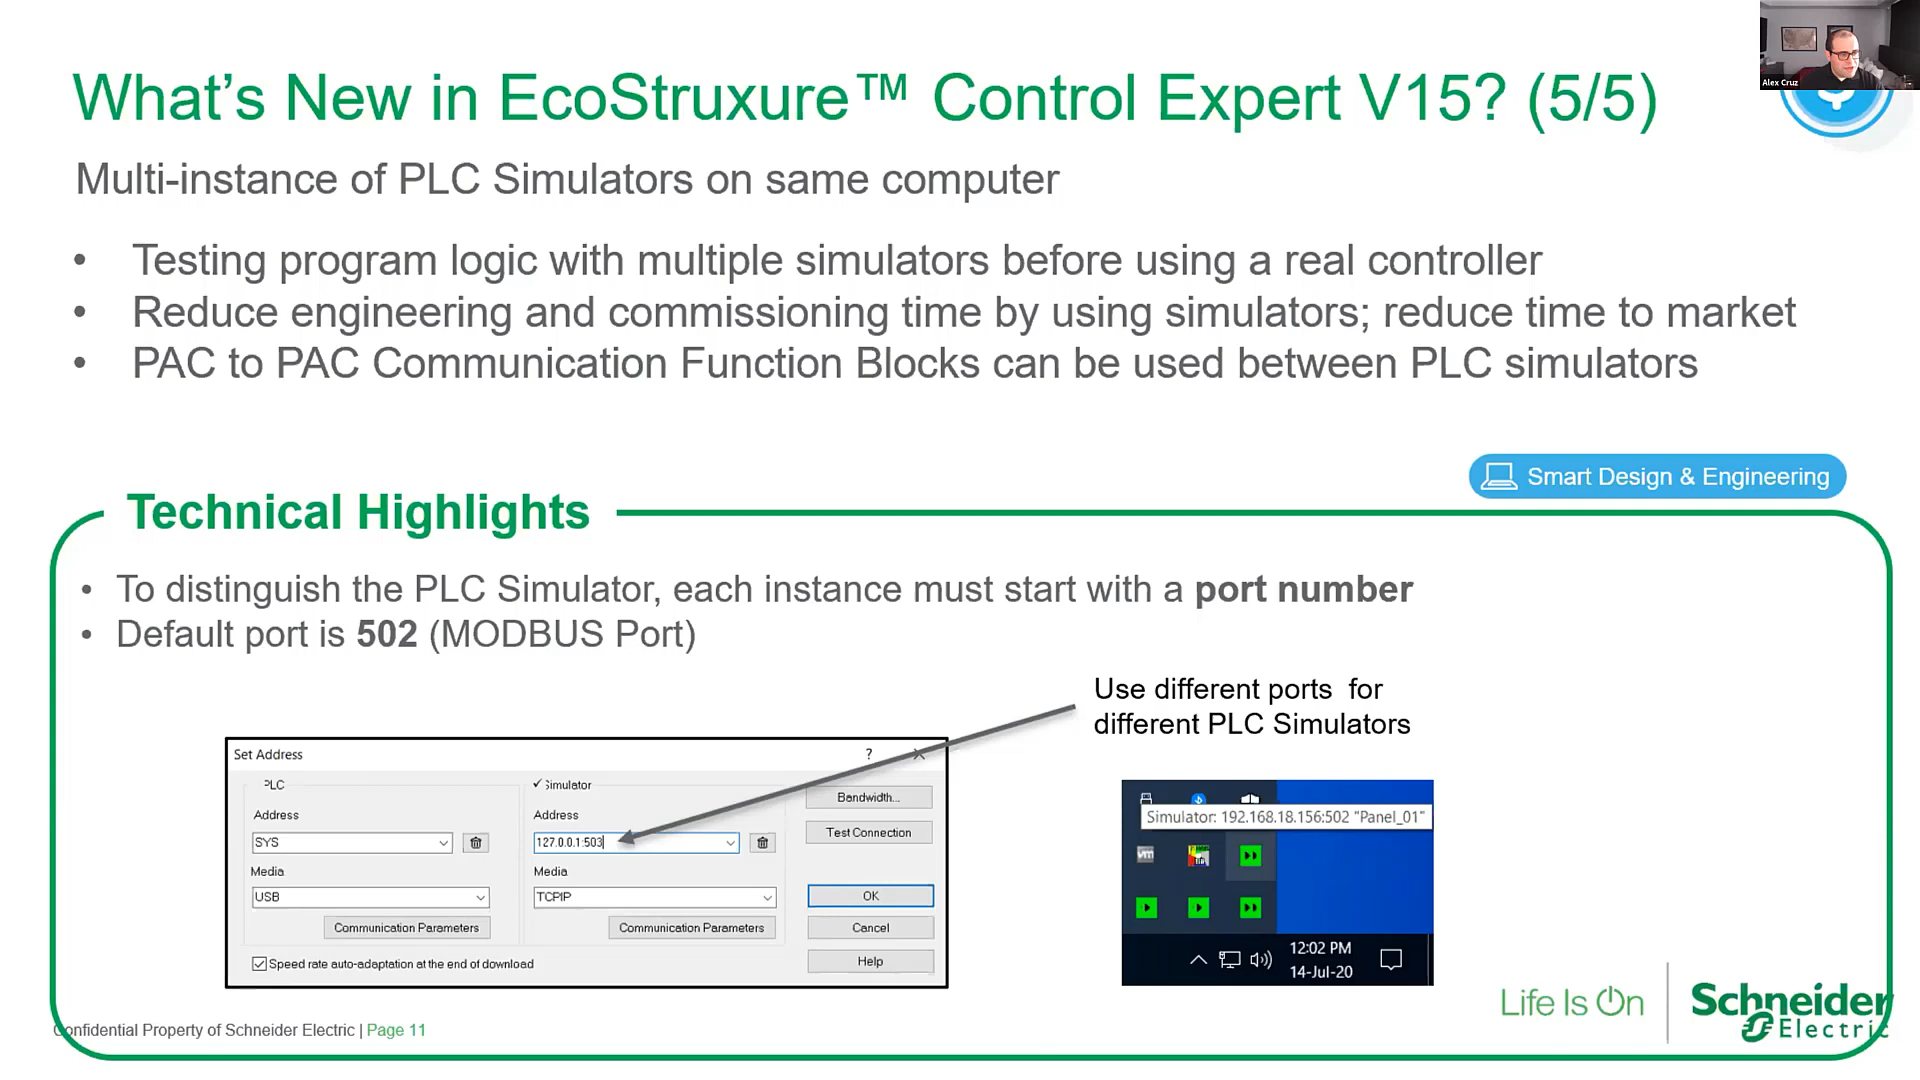 What's New in EcoStruxure™ Control Expert V15? (5/5)
Alex Cruz
Multi-instance of PLC Simulators on same computer
• Testing program logic with multiple simulators before using a real controller
• Reduce engineering and commissioning time by using simulators; reduce time to market
• PAC to PAC Communication Function Blocks can be used between PLC simulators
Smart Design & Engineering
Technical Highlights
• To distinguish the PLC Simulator, each instance must start with a port number
• Default port is 502 (MODBUS Port)
Use different ports for
different PLC Simulators
Set Address
?
PLC
Address
SYS
Media
USB
Communication Parameters
Simulator
Address
127.0.0.1:503
Media
TCPIP
Communication Parameters
Bandwidth...
Test Connection
OK
Cancel
Help
Speed rate auto-adaptation at the end of download
Simulator: 192.168.18.156:502 "Panel_01"
vm
12:02 PM
14-Jul-20
Life Is On
Schneider
Electric
Confidential Property of Schneider Electric | Page 11